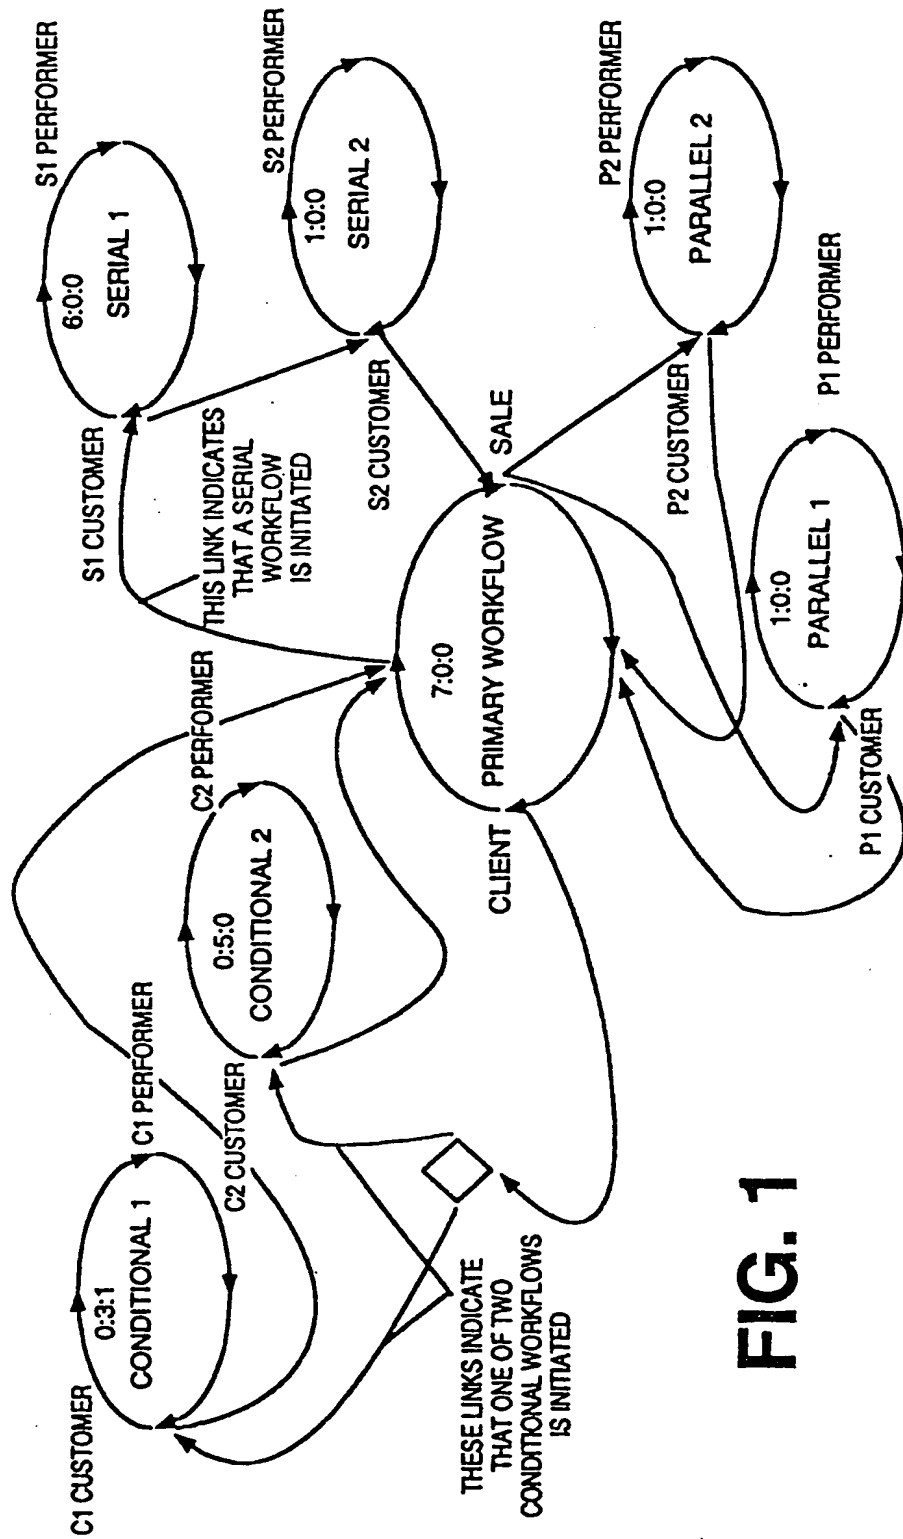 C1 CUSTOMER
0:3:1
CONDITIONAL 1
C1 PERFORMER
C2 CUSTOMER
0:5:0
CONDITIONAL 2
C2 PERFORMER
THESE LINKS INDICATE
THAT ONE OF TWO
CONDITIONAL WORKFLOWS
IS INITIATED
S1 CUSTOMER
6:0:0
SERIAL 1
S1 PERFORMER
THIS LINK INDICATES
THAT A SERIAL
WORKFLOW
IS INITIATED
S2 CUSTOMER
1:0:0
SERIAL 2
S2 PERFORMER
CLIENT
7:0:0
PRIMARY WORKFLOW
SALE
P2 CUSTOMER
1:0:0
PARALLEL 2
P2 PERFORMER
P1 CUSTOMER
1:0:0
PARALLEL 1
P1 PERFORMER
FIG. 1